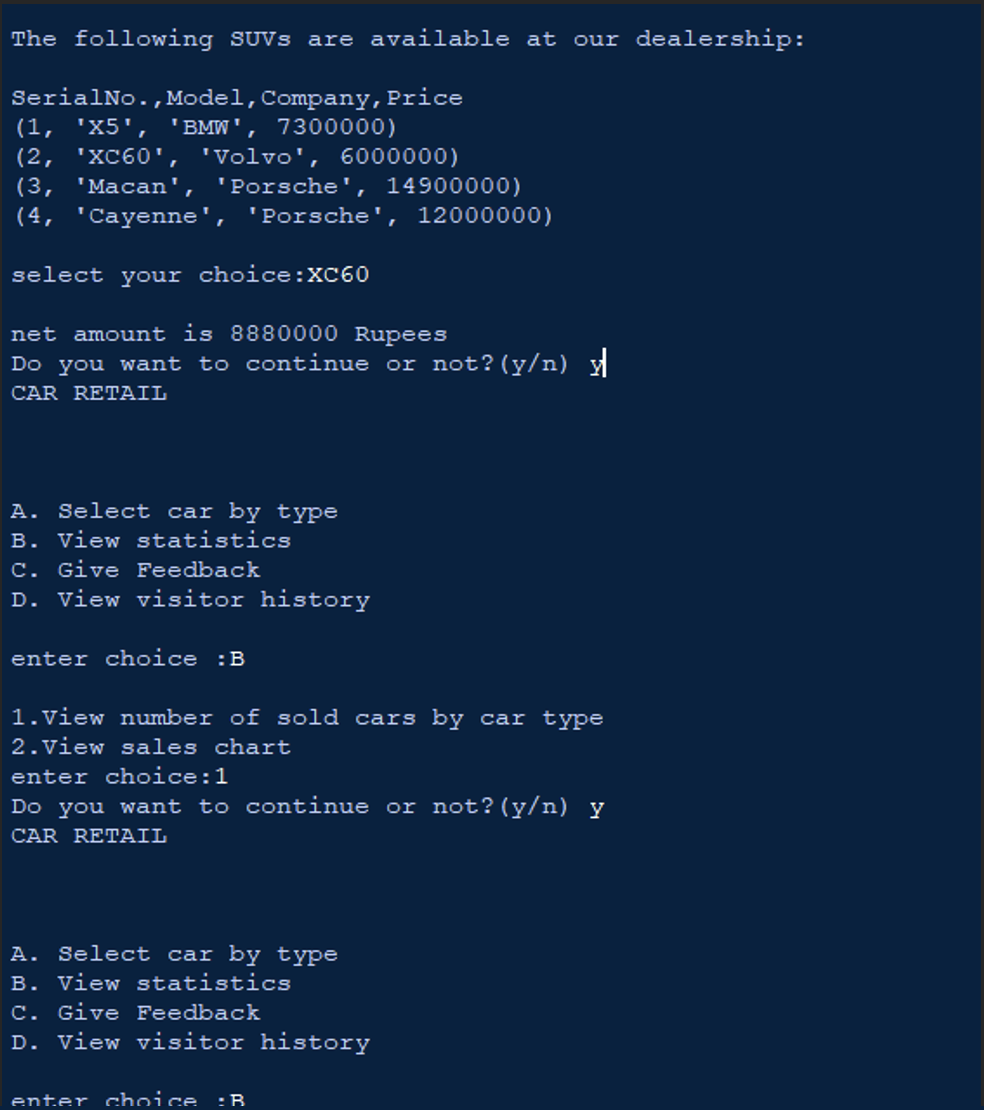 The following SUVs are available at our dealership:
SerialNo.,Model,Company,Price
(1, 'X5', 'BMW', 7300000)
(2, 'XC60', 'Volvo', 6000000)
(3, 'Macan', 'Porsche', 14900000)
(4, 'Cayenne', 'Porsche', 12000000)
select your choice:XC60
net amount is 8880000 Rupees
Do you want to continue or not?(y/n) y
CAR RETAIL
A. Select car by type
B. View statistics
C. Give Feedback
D. View visitor history
enter choice :B
1.View number of sold cars by car type
2.View sales chart
enter choice:1
Do you want to continue or not?(y/n) y
CAR RETAIL
A. Select car by type
B. View statistics
C. Give Feedback
D. View visitor history
enter choice :B